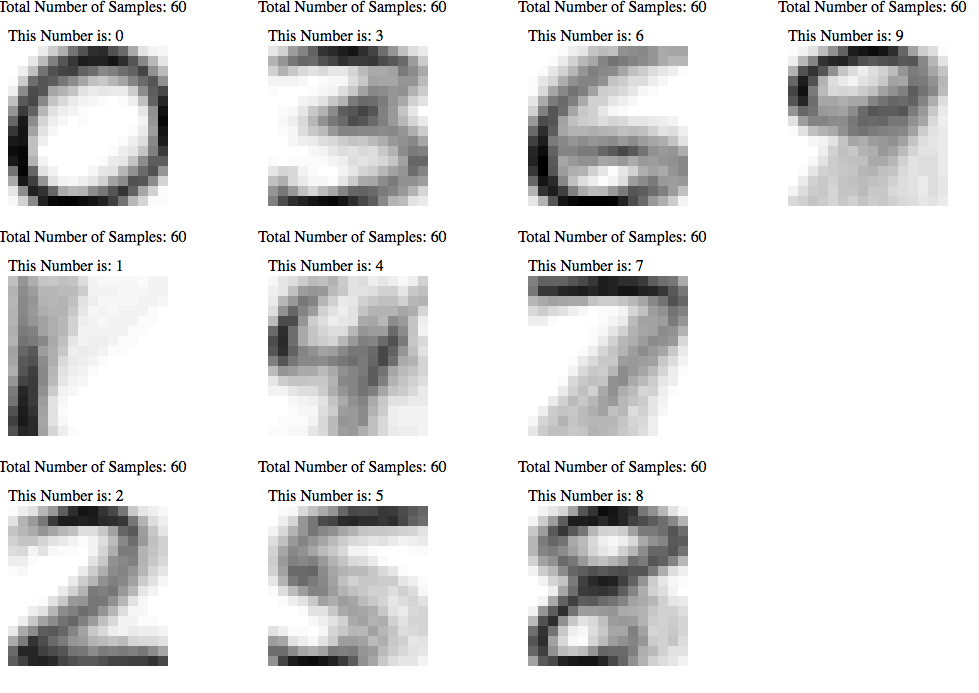 Total Number of Samples: 60
This Number is: 0
Total Number of Samples: 60
This Number is: 3
Total Number of Samples: 60
This Number is: 6
Total Number of Samples: 60
This Number is: 9
Total Number of Samples: 60
This Number is: 1
Total Number of Samples: 60
This Number is: 4
Total Number of Samples: 60
This Number is: 7
Total Number of Samples: 60
This Number is: 2
Total Number of Samples: 60
This Number is: 5
Total Number of Samples: 60
This Number is: 8